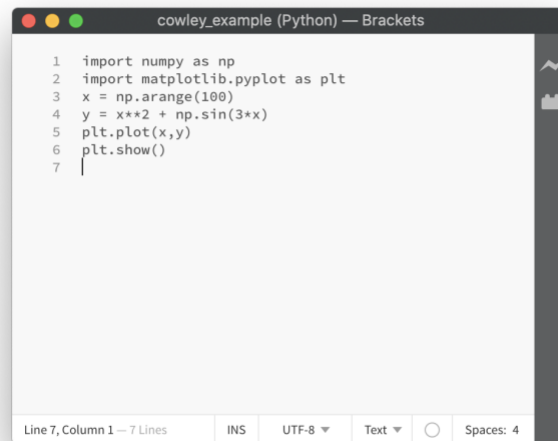 cowley_example (Python) — Brackets
1 import numpy as np
2 import matplotlib.pyplot as plt
3 x = np.arange(100)
4 y = x**2 + np.sin(3*x)
5 plt.plot(x,y)
6 plt.show()
7
Line 7, Column 1 — 7 Lines INS UTF-8 Text Spaces: 4